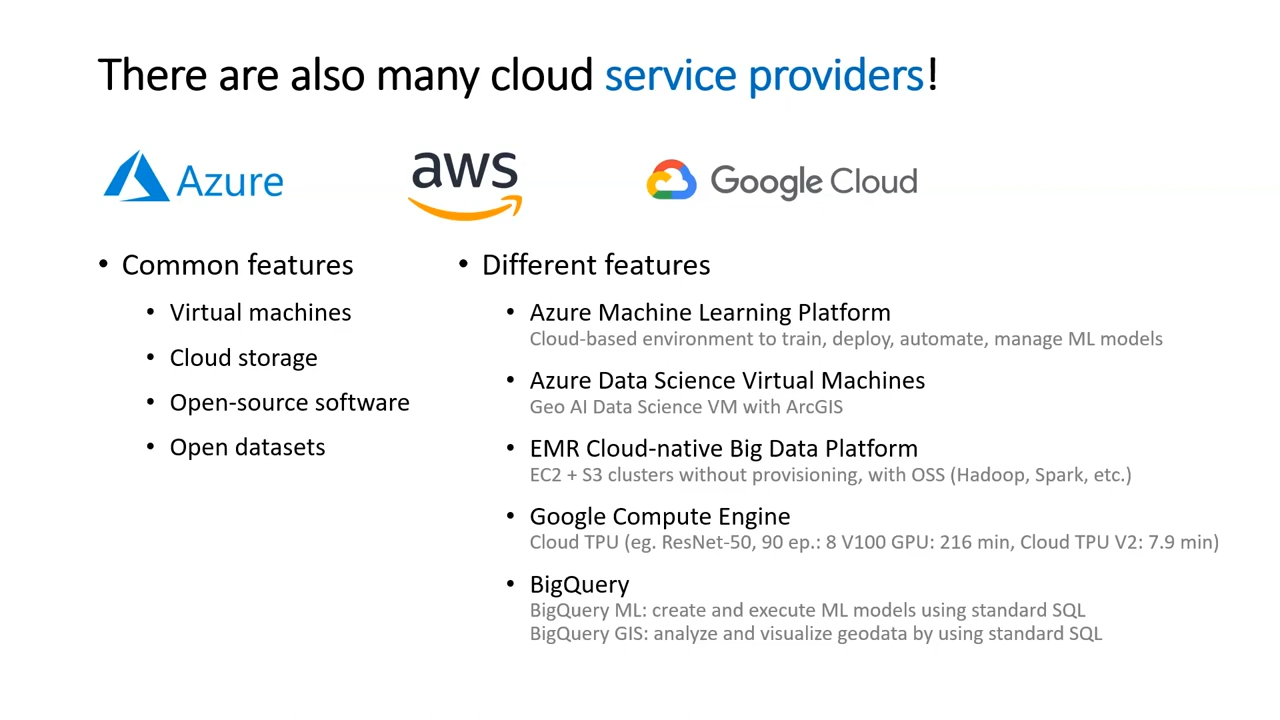 There are also many cloud service providers!
Azure
aws
Google Cloud
• Common features
• Virtual machines
• Cloud storage
• Open-source software
• Open datasets
• Different features
• Azure Machine Learning Platform
Cloud-based environment to train, deploy, automate, manage ML models
• Azure Data Science Virtual Machines
Geo AI Data Science VM with ArcGIS
• EMR Cloud-native Big Data Platform
EC2 + S3 clusters without provisioning, with OSS (Hadoop, Spark, etc.)
• Google Compute Engine
Cloud TPU (eg. ResNet-50, 90 ep.: 8 V100 GPU: 216 min, Cloud TPU V2: 7.9 min)
• BigQuery
BigQuery ML: create and execute ML models using standard SQL
BigQuery GIS: analyze and visualize geodata by using standard SQL